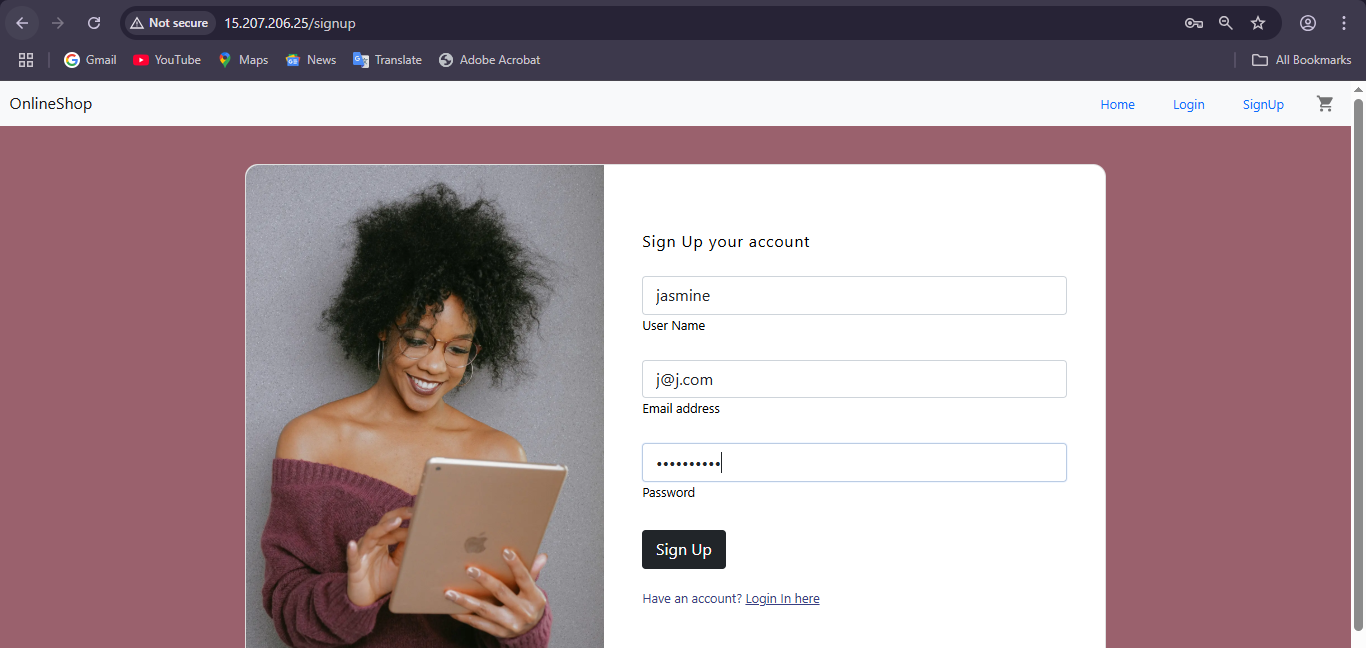 Not secure 15.207.206.25/signup
Gmail YouTube Maps News Translate Adobe Acrobat All Bookmarks
OnlineShop Home Login SignUp
Sign Up your account
jasmine
User Name
j@j.com
Email address
••••••••••
Password
Sign Up
Have an account? Login In here